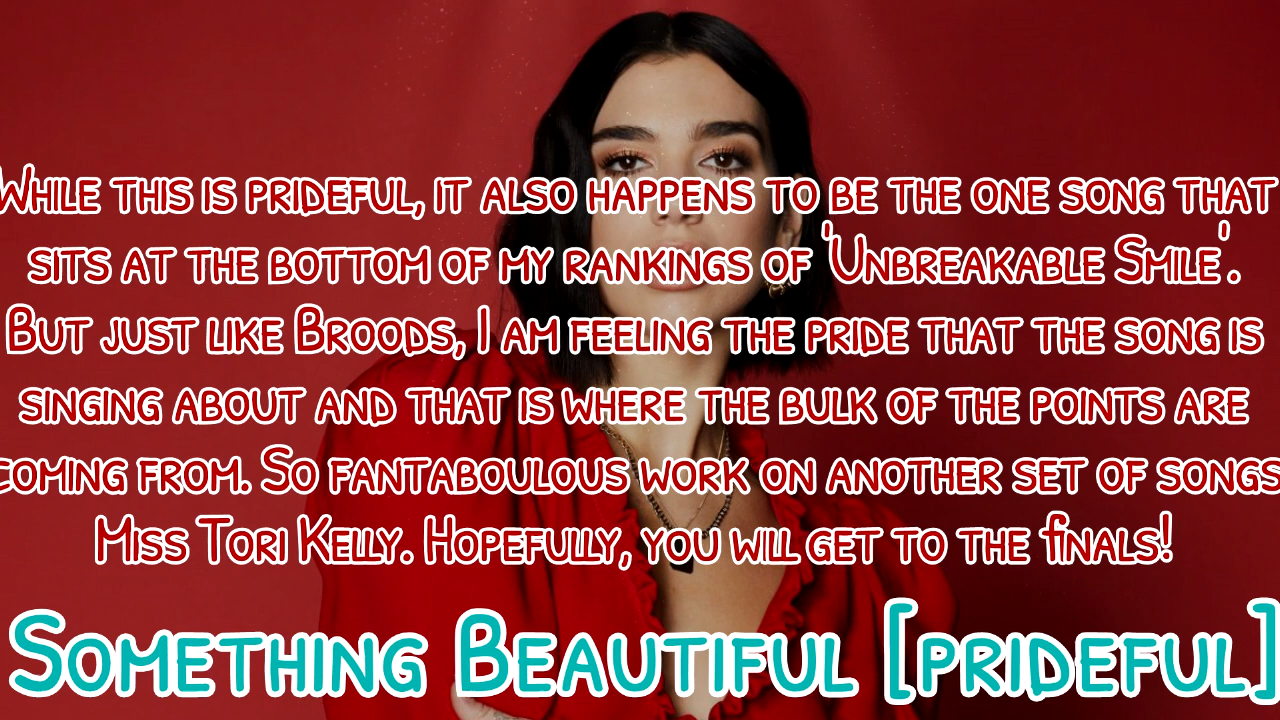 While this is prideful, it also happens to be the one song that
sits at the bottom of my rankings of 'Unbreakable Smile'.
But just like Broods, I am feeling the pride that the song is
singing about and that is where the bulk of the points are
coming from. So fantaboulous work on another set of songs
Miss Tori Kelly. Hopefully, you will get to the finals!
Something Beautiful [prideful]